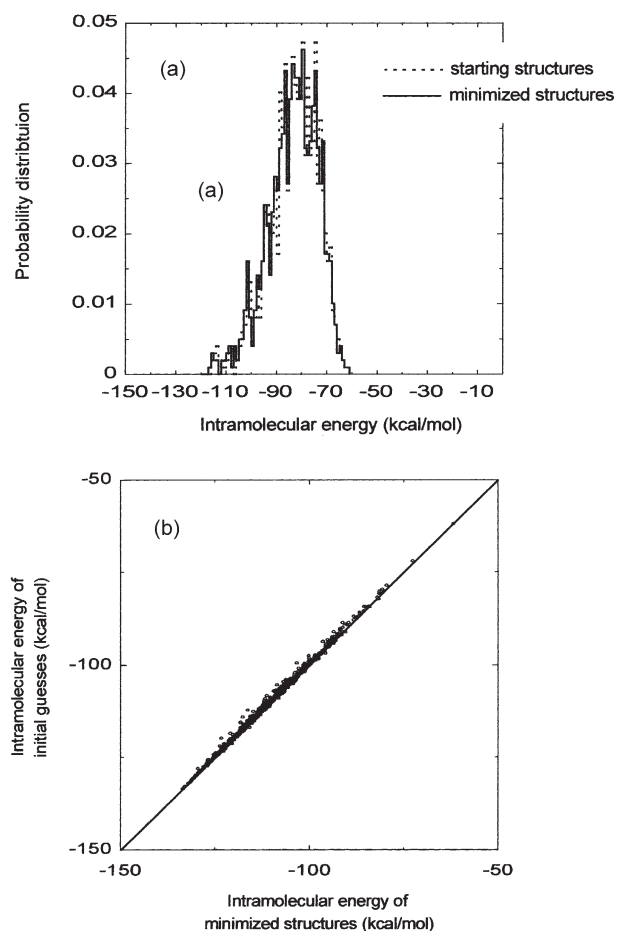 0.05
(a)
starting structures
minimized structures
0.04
0.03
(a)
0.02
0.01
0
Probability distribtuion
-150 -130 -110 -90 -70 -50 -30 -10
Intramolecular energy (kcal/mol)
-50
(b)
-100
-150
Intramolecular energy of
initial guesses (kcal/mol)
-150 -100 -50
Intramolecular energy of
minimized structures (kcal/mol)